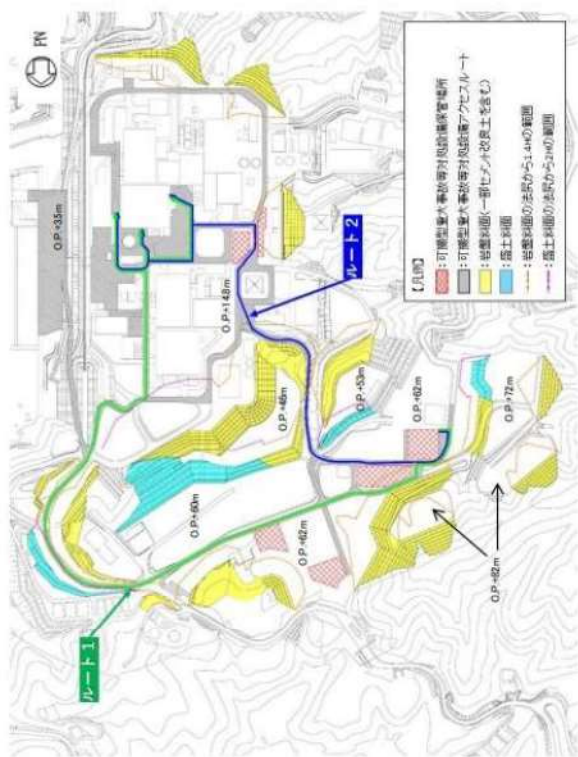 PN
O.P.+3.5m
O.P.+14.8m
ルート2
O.P.+46m
O.P.+53m
O.P.+60m
O.P.+62m
O.P.+62m
O.P.+72m
O.P.+82m
ルート1
【凡例】
：可搬型重大事故等対処設備保管場所
：可搬型重大事故等対処設備アクセスルート
：岩盤斜面(一部セメント改良土を含む)
：盛土斜面
：岩盤斜面の法尻から1.4Hの範囲
：盛土斜面の法尻から2Hの範囲